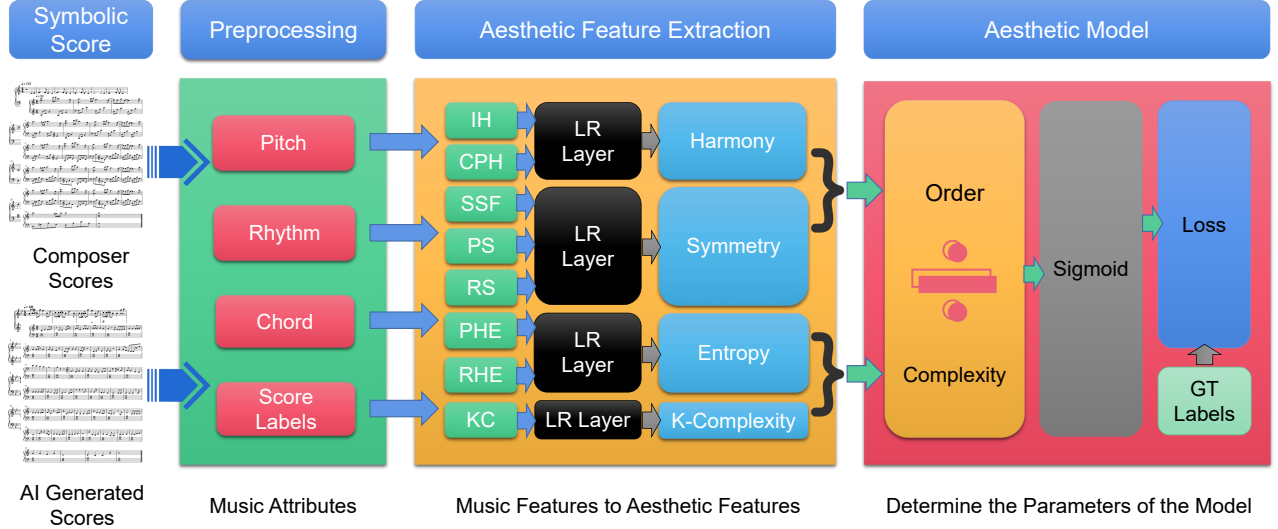 Symbolic
Score
Preprocessing
Aesthetic Feature Extraction
Aesthetic Model
Composer
Scores
AI Generated
Scores
Pitch
Rhythm
Chord
Score
Labels
Music Attributes
IH
CPH
SSF
PS
RS
PHE
RHE
KC
LR
Layer
LR
Layer
LR
Layer
LR Layer
Harmony
Symmetry
Entropy
K-Complexity
Music Features to Aesthetic Features
Order
Complexity
Sigmoid
Loss
GT
Labels
Determine the Parameters of the Model